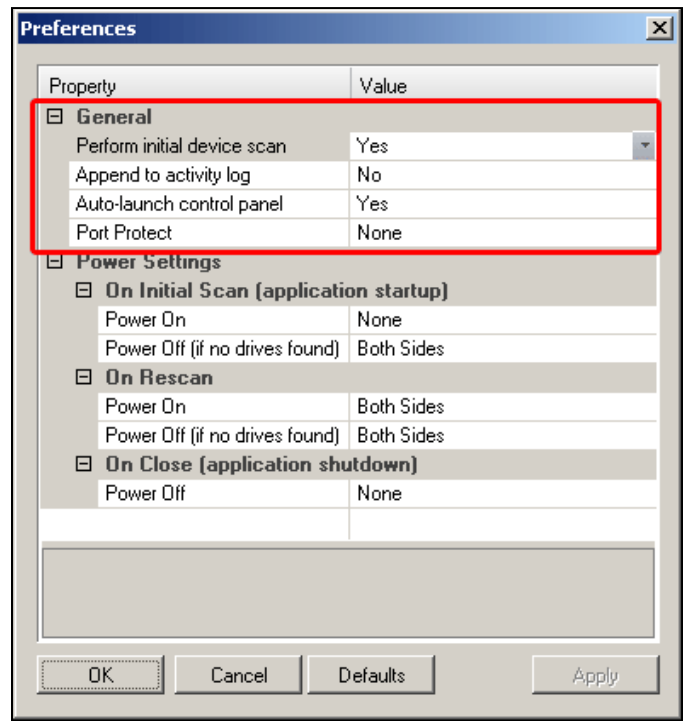 Preferences
Property Value
General
Perform initial device scan Yes
Append to activity log No
Auto-launch control panel Yes
Port Protect None
Power Settings
On Initial Scan (application startup)
Power On None
Power Off (if no drives found) Both Sides
On Rescan
Power On Both Sides
Power Off (if no drives found) Both Sides
On Close (application shutdown)
Power Off None
OK Cancel Defaults Apply